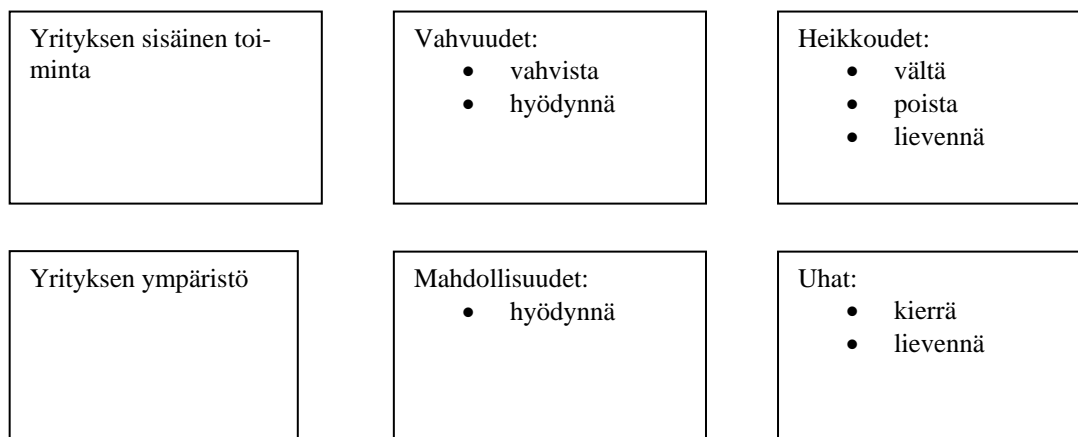 Yrityksen sisäinen toi-
minta
Vahvuudet:
• vahvista
• hyödynnä
Heikkoudet:
• vältä
• poista
• lievennä
Yrityksen ympäristö
Mahdollisuudet:
• hyödynnä
Uhat:
• kierrä
• lievennä